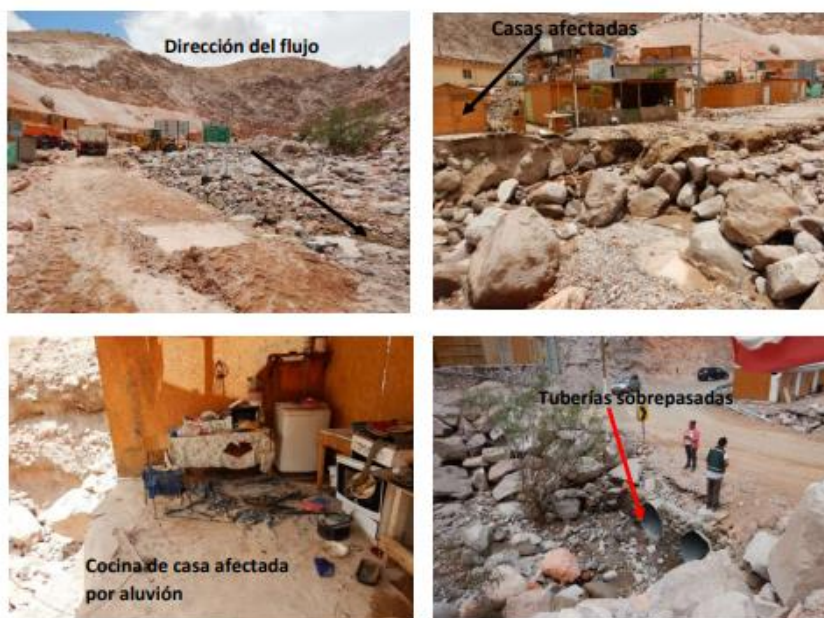 Dirección del flujo
Casas afectadas
Cocina de casa afectada
por aluvión
Tuberías sobrepasadas